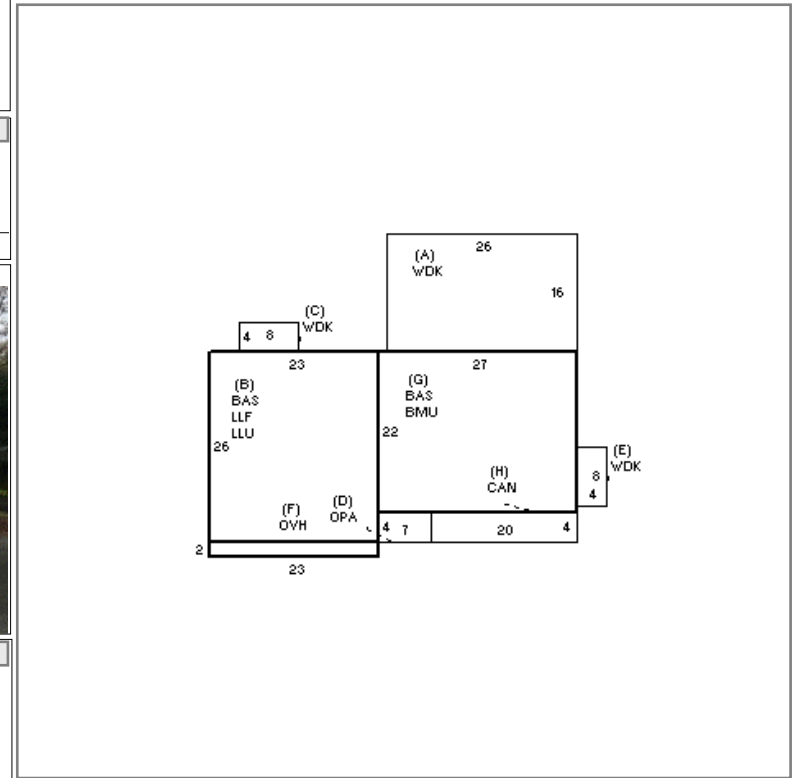 26
(A)
WDK
16
(C)
WDK
4 8
23
27
(B)
BAS
LLF
LLU
(G)
BAS
BMU
22
26
(E)
WDK
8
4
(H)
CAN
(D)
OPA
(F)
OVH
4 7
20
4
2
23